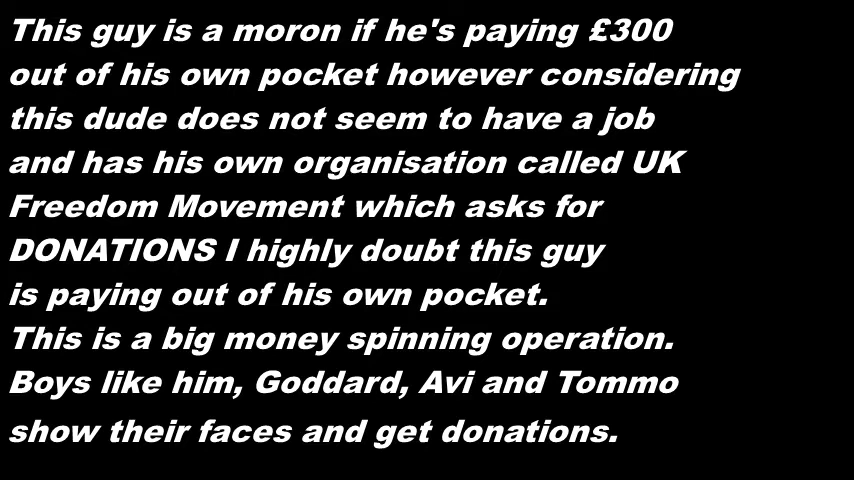 This guy is a moron if he's paying £300
out of his own pocket however considering
this dude does not seem to have a job
and has his own organisation called UK
Freedom Movement which asks for
DONATIONS I highly doubt this guy
is paying out of his own pocket.
This is a big money spinning operation.
Boys like him, Goddard, Avi and Tommo
show their faces and get donations.